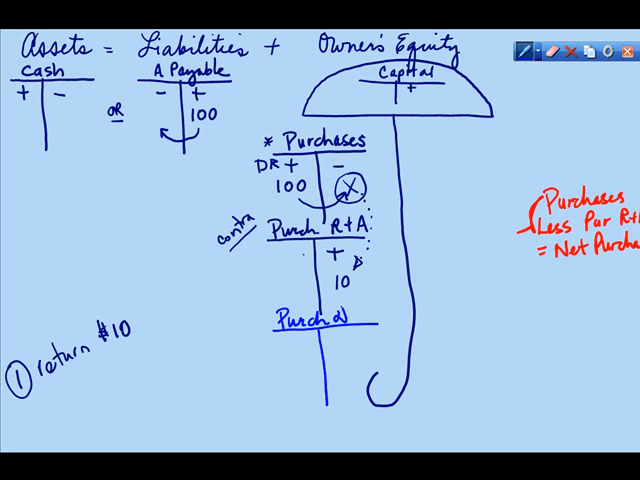 Assets = Liabilities + Owner's Equity
Cash
+ -
OR
A Payable
- +
100
Capital
+
* Purchases
DR + -
100 X
contra
Purch R+A
+
10
Purch D
① return $10
Purchases
Less Pur R+A
= Net Purcha